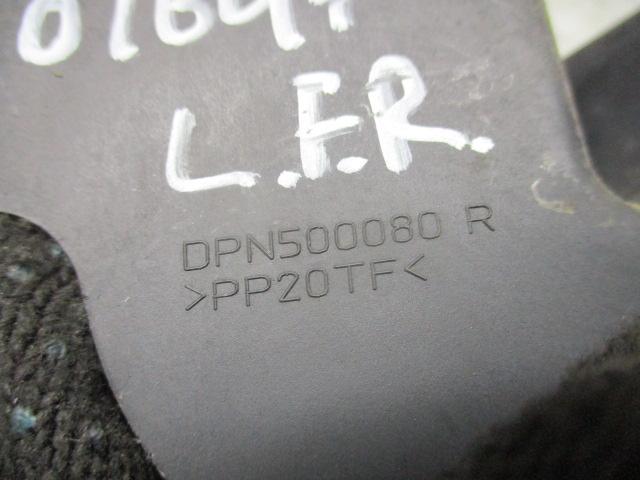 L.F.R.
DPN500080 R
>PP20TF<